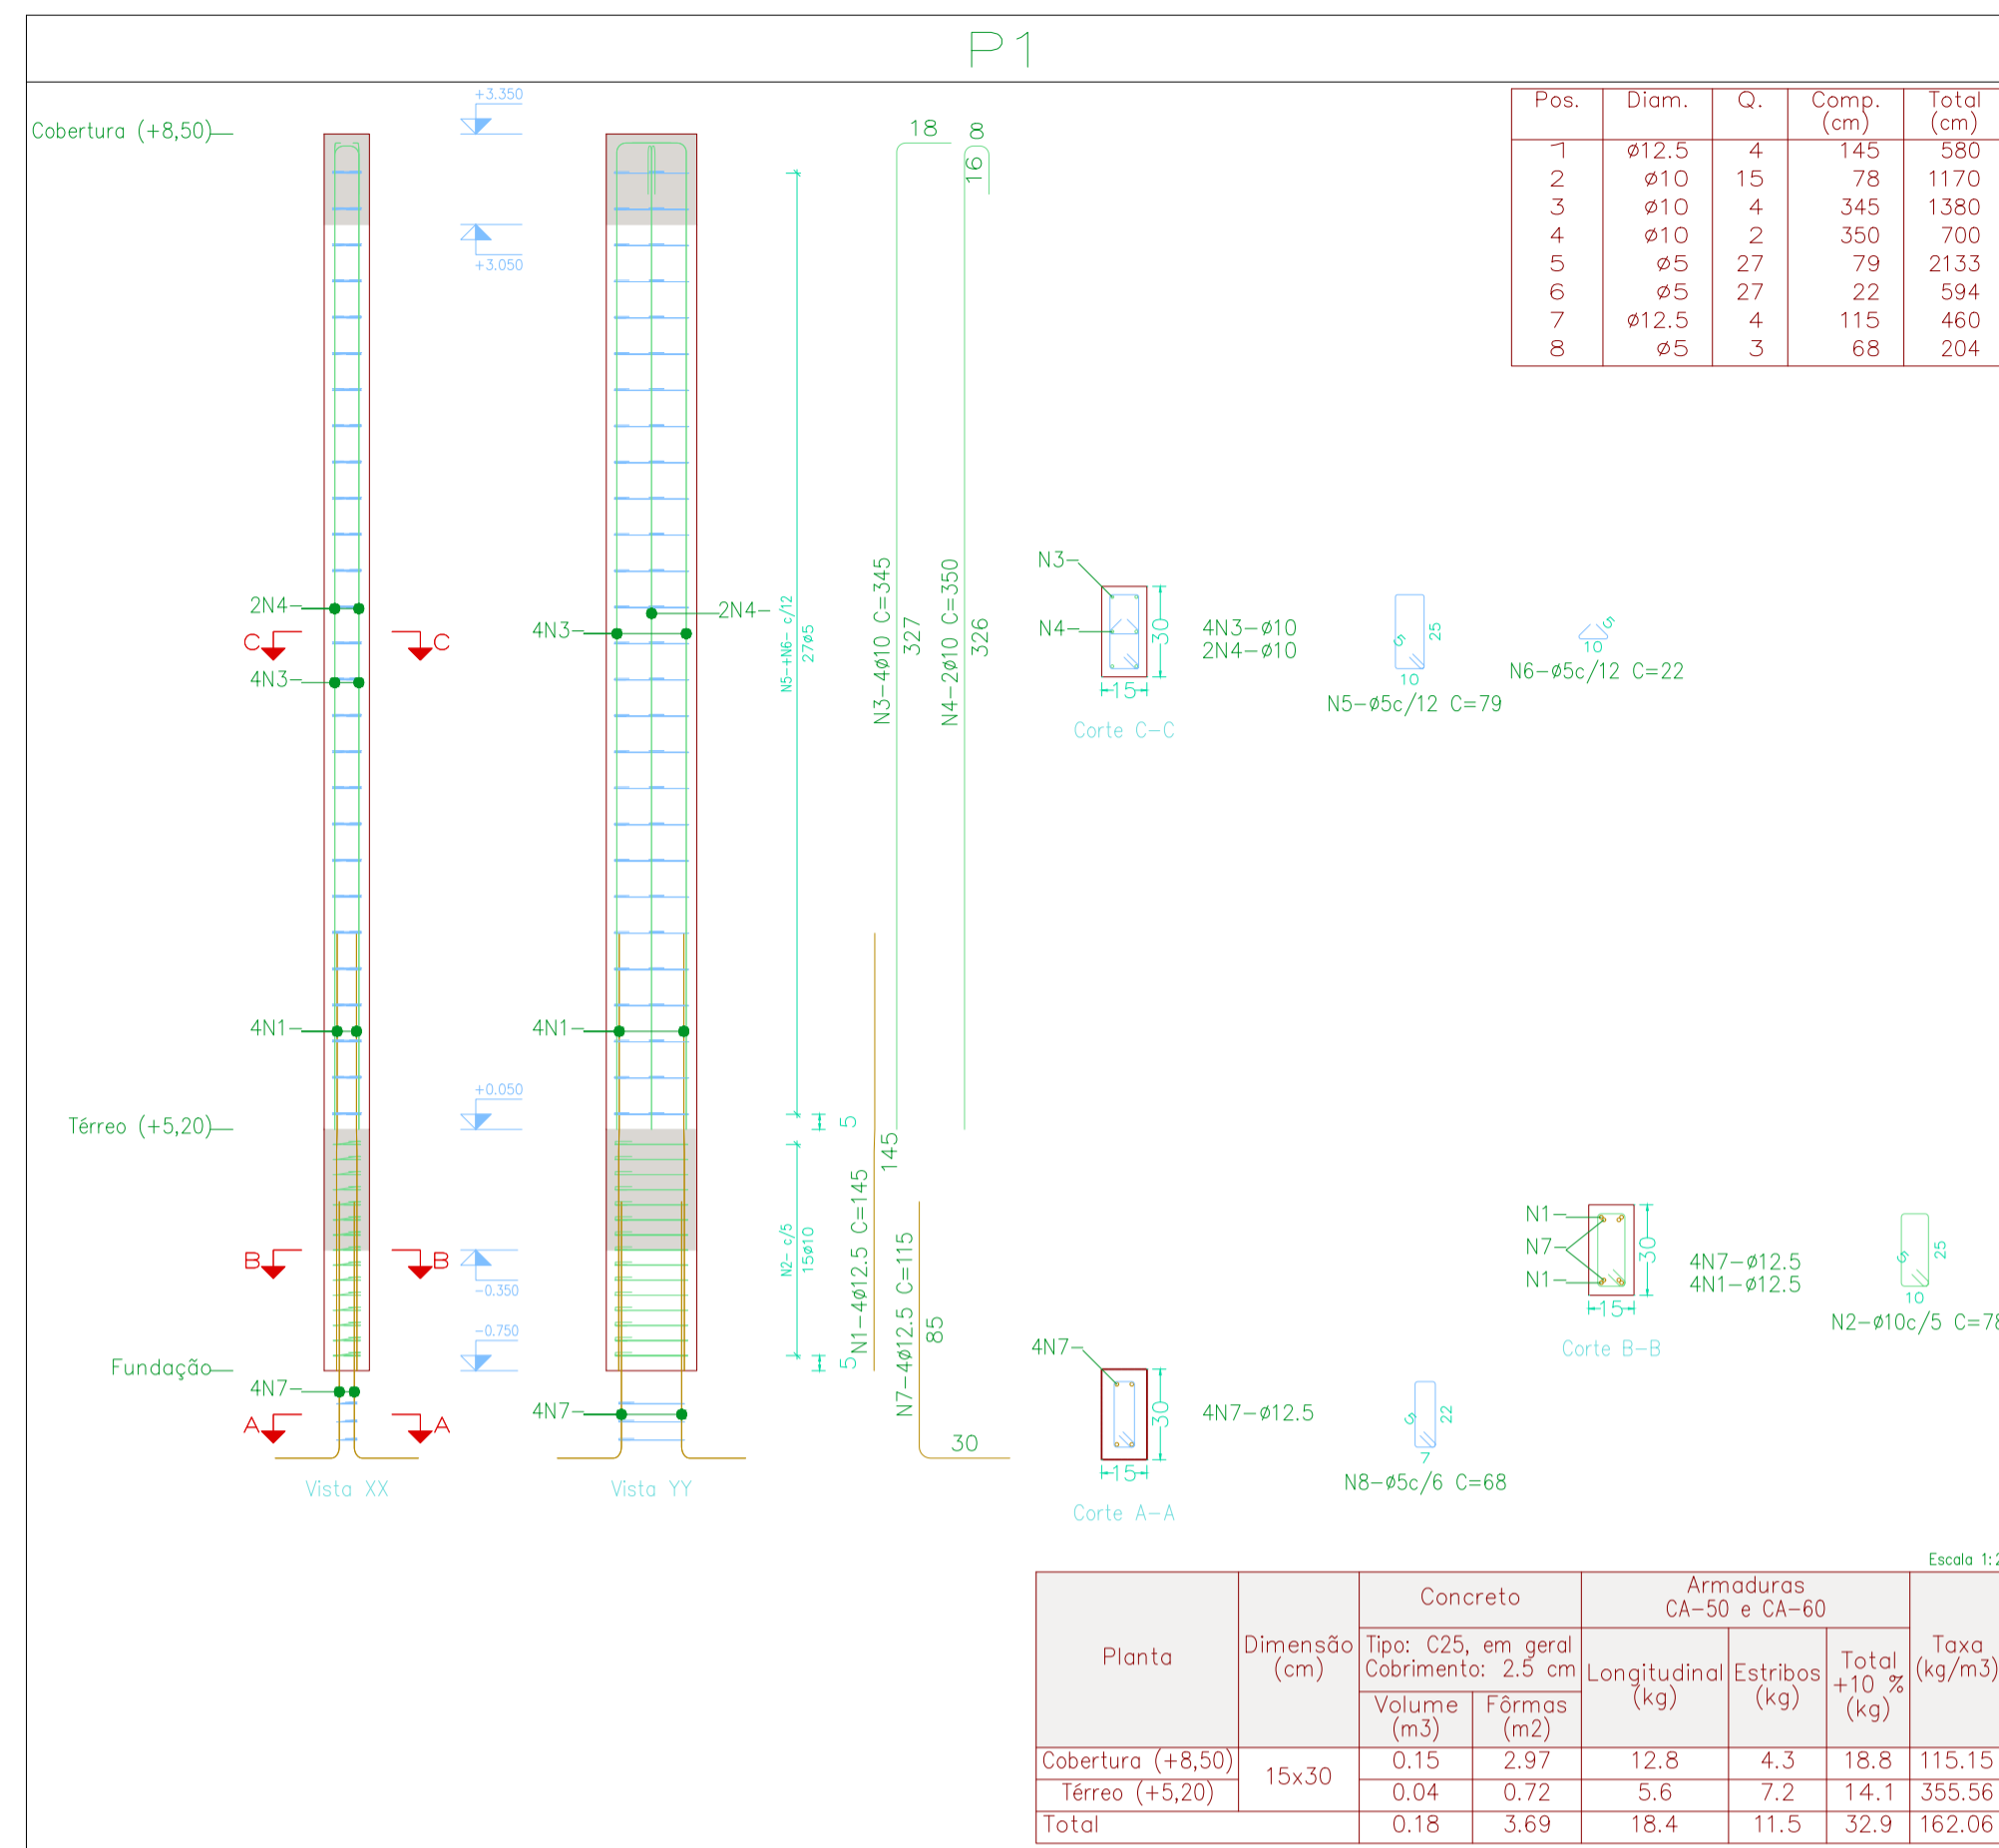 P1
Pos. Diam. Q. Comp. (cm) Total (cm)
1 ø12.5 4 145 580
2 ø10 15 78 1170
3 ø10 4 345 1380
4 ø10 2 350 700
5 ø5 27 79 2133
6 ø5 27 22 594
7 ø12.5 4 115 460
8 ø5 3 68 204
Cobertura (+8,50)
+3.350
+3.050
18
8
16
2N4
C C
4N3
4N3
2N4
N5-+N6- c/12
27ø5
N3-4ø10 C=345
327
N4-2ø10 C=350
326
N3
N4
30
15
Corte C-C
4N3-ø10
2N4-ø10
5
25
10
N5-ø5c/12 C=79
5
10
N6-ø5c/12 C=22
4N1
4N1
+0.050
Térreo (+5,20)
5
N2- c/5
15ø10
5
N1-4ø12.5 C=145
145
N7-4ø12.5 C=115
85
30
B B
-0.350
-0.750
Fundação
4N7
4N7
A A
Vista XX
Vista YY
4N7
30
15
Corte A-A
4N7-ø12.5
5
22
7
N8-ø5c/6 C=68
N1
N7
N1
30
15
Corte B-B
4N7-ø12.5
4N1-ø12.5
25
10
N2-ø10c/5 C=78
Escala 1:2
Planta
Dimensão (cm)
Concreto
Tipo: C25, em geral
Cobrimento: 2.5 cm
Volume (m3)
Fôrmas (m2)
Armaduras
CA-50 e CA-60
Longitudinal (kg)
Estribos (kg)
Total +10 % (kg)
Taxa (kg/m3)
Cobertura (+8,50) 15x30 0.15 2.97 12.8 4.3 18.8 115.15
Térreo (+5,20) 0.04 0.72 5.6 7.2 14.1 355.56
Total 0.18 3.69 18.4 11.5 32.9 162.06